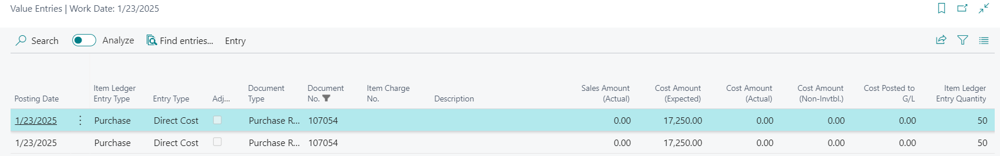 Value Entries | Work Date: 1/23/2025
Search Analyze Find entries... Entry
Posting Date Item Ledger Entry Type Entry Type Adj... Document Type Document No. Item Charge No. Description Sales Amount (Actual) Cost Amount (Expected) Cost Amount (Actual) Cost Amount (Non-Invtbl.) Cost Posted to G/L Item Ledger Entry Quantity
1/23/2025 Purchase Direct Cost Purchase R... 107054 0.00 17,250.00 0.00 0.00 0.00 50
1/23/2025 Purchase Direct Cost Purchase R... 107054 0.00 17,250.00 0.00 0.00 0.00 50